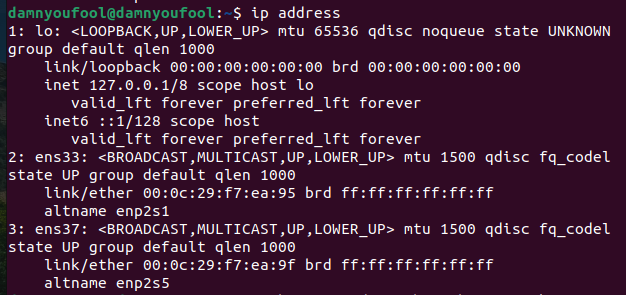 damnyoufool@damnyoufool:~$ ip address
1: lo: <LOOPBACK,UP,LOWER_UP> mtu 65536 qdisc noqueue state UNKNOWN
group default qlen 1000
    link/loopback 00:00:00:00:00:00 brd 00:00:00:00:00:00
    inet 127.0.0.1/8 scope host lo
       valid_lft forever preferred_lft forever
    inet6 ::1/128 scope host
       valid_lft forever preferred_lft forever
2: ens33: <BROADCAST,MULTICAST,UP,LOWER_UP> mtu 1500 qdisc fq_codel
state UP group default qlen 1000
    link/ether 00:0c:29:f7:ea:95 brd ff:ff:ff:ff:ff:ff
    altname enp2s1
3: ens37: <BROADCAST,MULTICAST,UP,LOWER_UP> mtu 1500 qdisc fq_codel
state UP group default qlen 1000
    link/ether 00:0c:29:f7:ea:9f brd ff:ff:ff:ff:ff:ff
    altname enp2s5